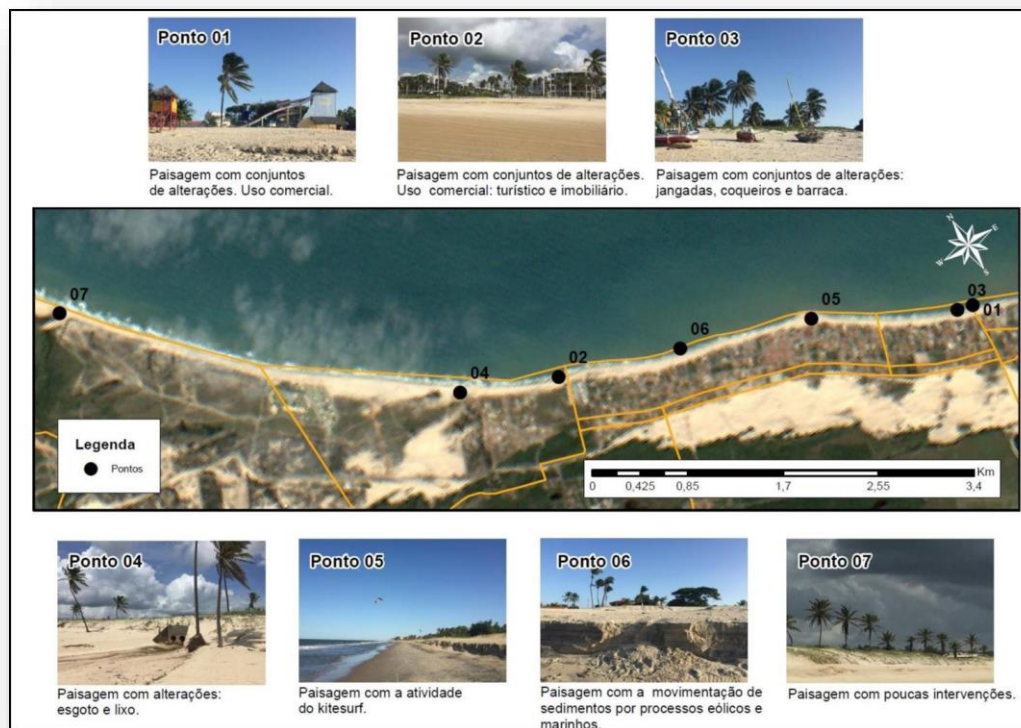 Ponto 01
Ponto 02
Ponto 03
Paisagem com conjuntos
de alterações. Uso comercial.
Paisagem com conjuntos de alterações.
Uso comercial: turístico e imobiliário.
Paisagem com conjuntos de alterações:
jangadas, coqueiros e barraca.
N
E
W
S
07
03
01
05
06
02
04
Legenda
Pontos
Km
0 0,425 0,85 1,7 2,55 3,4
Ponto 04
Ponto 05
Ponto 06
Ponto 07
Paisagem com alterações:
esgoto e lixo.
Paisagem com a atividade
do kitesurf.
Paisagem com a movimentação de
sedimentos por processos eólicos e
marinhos.
Paisagem com poucas intervenções.